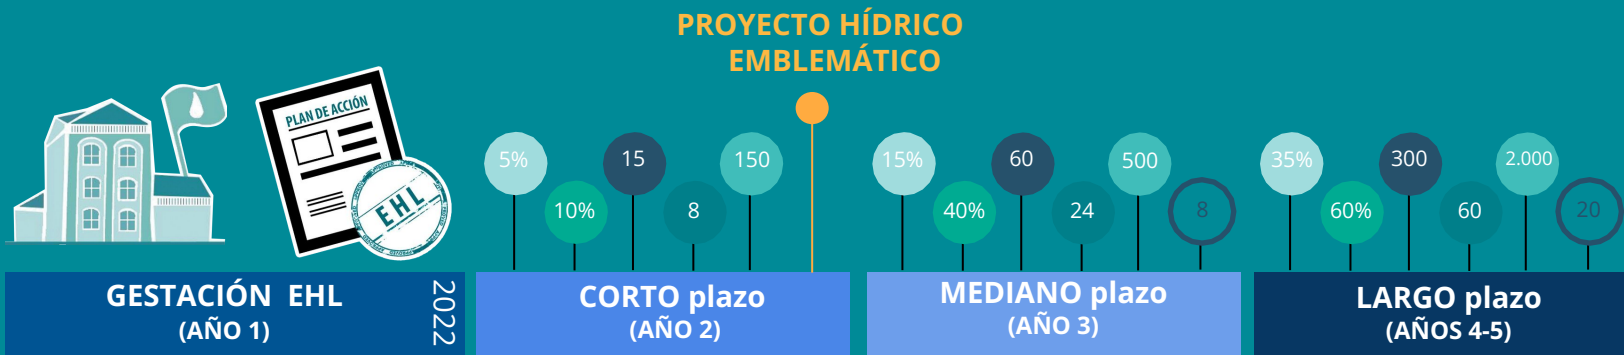 PROYECTO HÍDRICO
EMBLEMÁTICO
PLAN DE ACCIÓN
EHL
5%
10%
15
8
150
15%
40%
60
24
500
8
35%
60%
300
60
2.000
20
GESTACIÓN EHL
(AÑO 1)
2022
CORTO plazo
(AÑO 2)
MEDIANO plazo
(AÑO 3)
LARGO plazo
(AÑOS 4-5)